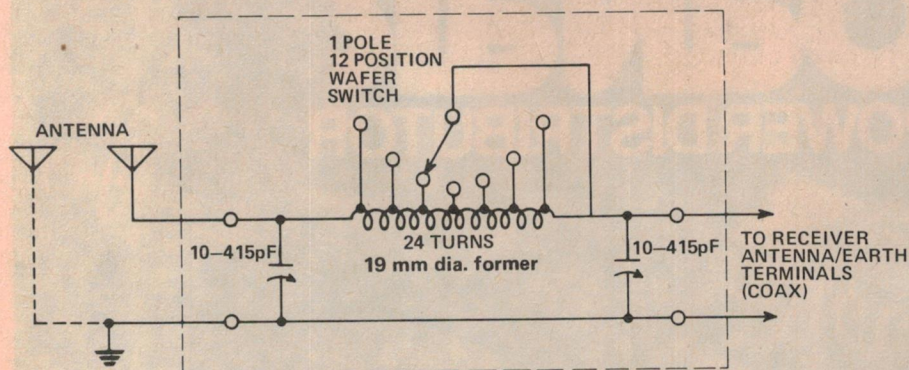 1 POLE
12 POSITION
WAFER
SWITCH
ANTENNA
10–415pF
24 TURNS
19 mm dia. former
10–415pF
TO RECEIVER
ANTENNA/EARTH
TERMINALS
(COAX)